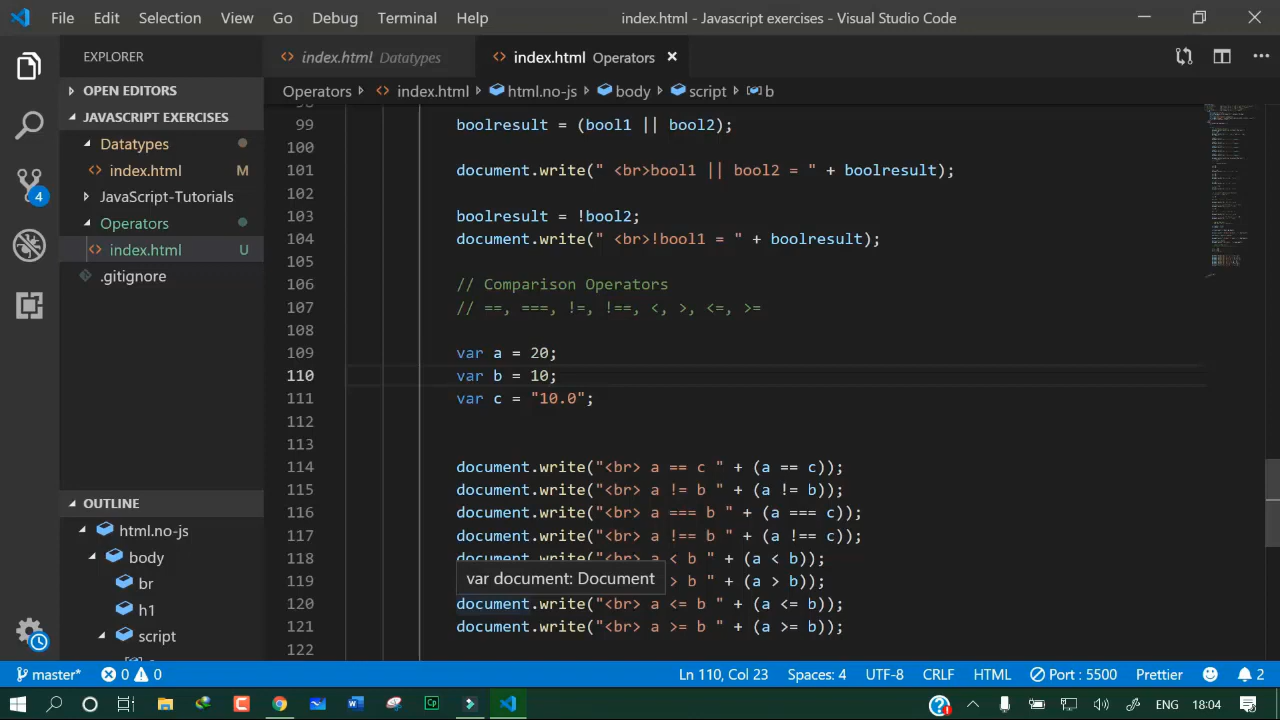 File Edit Selection View Go Debug Terminal Help index.html - Javascript exercises - Visual Studio Code
EXPLORER
index.html Datatypes
index.html Operators
OPEN EDITORS
Operators index.html html.no-js body script b
JAVASCRIPT EXERCISES
Datatypes
index.html M
JavaScript-Tutorials
Operators
index.html U
.gitignore
99 boolresult = (bool1 || bool2);
100
101 document.write(" <br>bool1 || bool2 = " + boolresult);
102
103 boolresult = !bool2;
104 document.write(" <br>!bool1 = " + boolresult);
105
106 // Comparison Operators
107 // ==, ===, !=, !==, <, >, <=, >=
108
109 var a = 20;
110 var b = 10;
111 var c = "10.0";
112
113
114 document.write("<br> a == c " + (a == c));
115 document.write("<br> a != b " + (a != b));
116 document.write("<br> a === b " + (a === c));
117 document.write("<br> a !== b " + (a !== c));
118 document.write("<br> a < b " + (a < b));
var document: Document
119 > b " + (a > b));
120 document.write("<br> a <= b " + (a <= b));
121 document.write("<br> a >= b " + (a >= b));
122
OUTLINE
html.no-js
body
br
h1
script
4
master* 0 0 Ln 110, Col 23 Spaces: 4 UTF-8 CRLF HTML Port : 5500 Prettier 2
Cp ENG 18:04